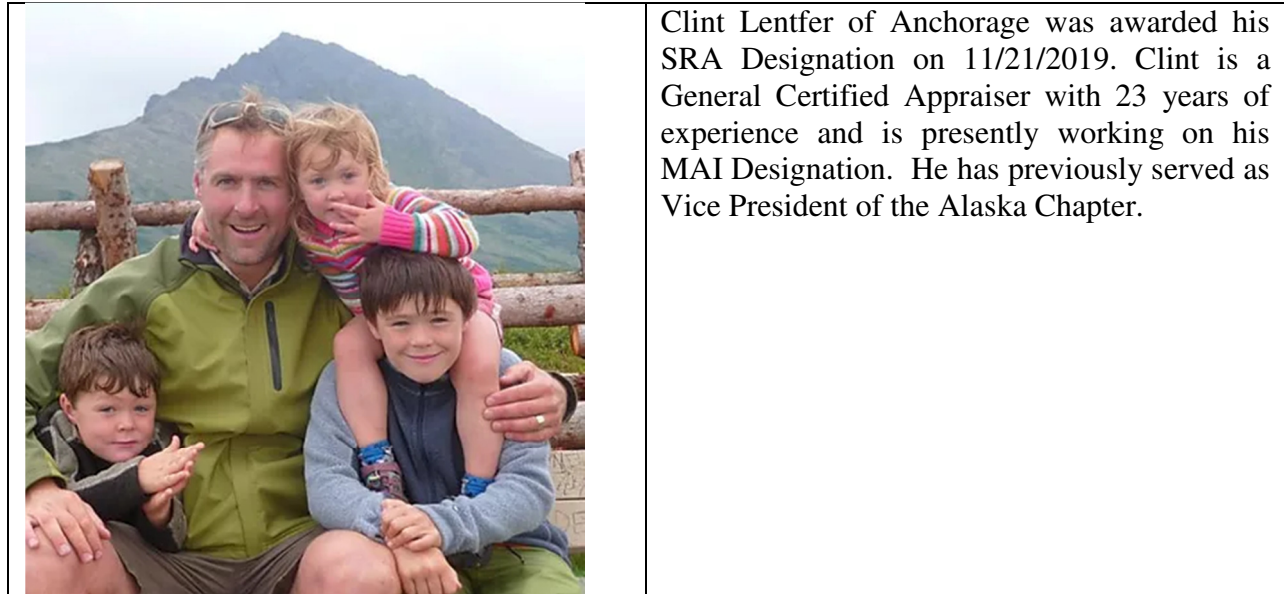 Clint Lentfer of Anchorage was awarded his
SRA Designation on 11/21/2019. Clint is a
General Certified Appraiser with 23 years of
experience and is presently working on his
MAI Designation.  He has previously served as
Vice President of the Alaska Chapter.